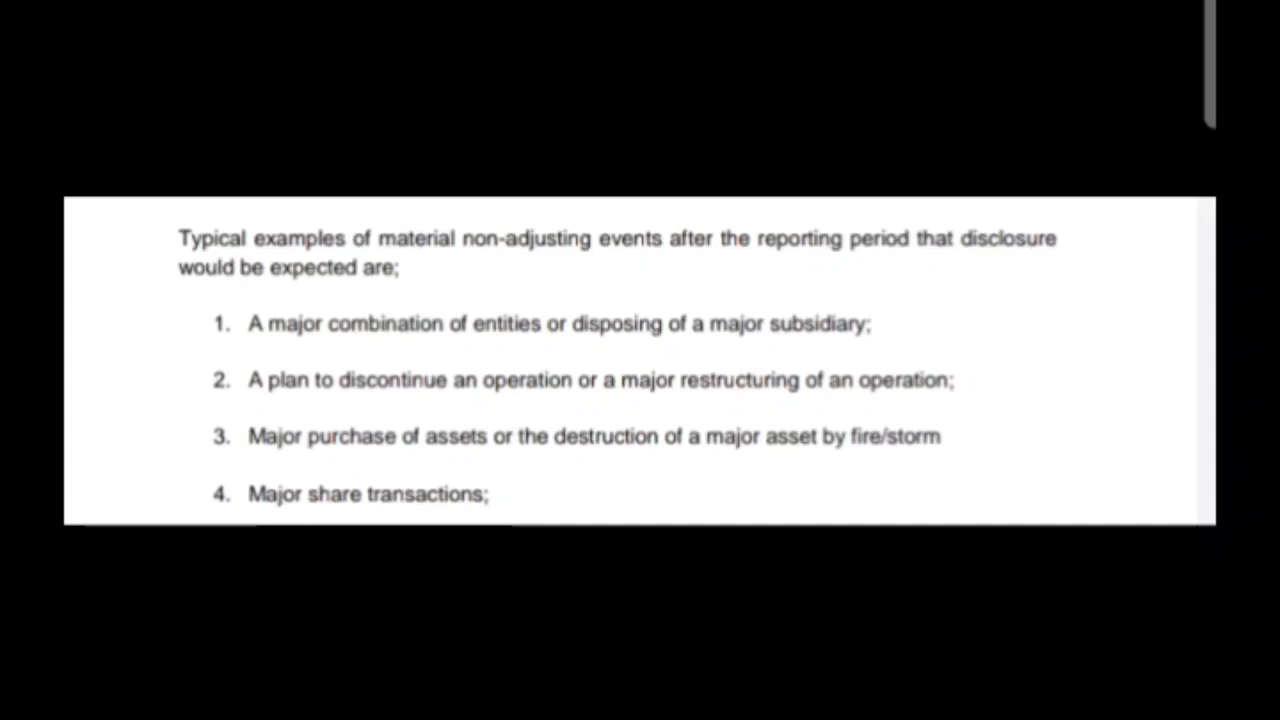 Typical examples of material non-adjusting events after the reporting period that disclosure
would be expected are;
1. A major combination of entities or disposing of a major subsidiary;
2. A plan to discontinue an operation or a major restructuring of an operation;
3. Major purchase of assets or the destruction of a major asset by fire/storm
4. Major share transactions;